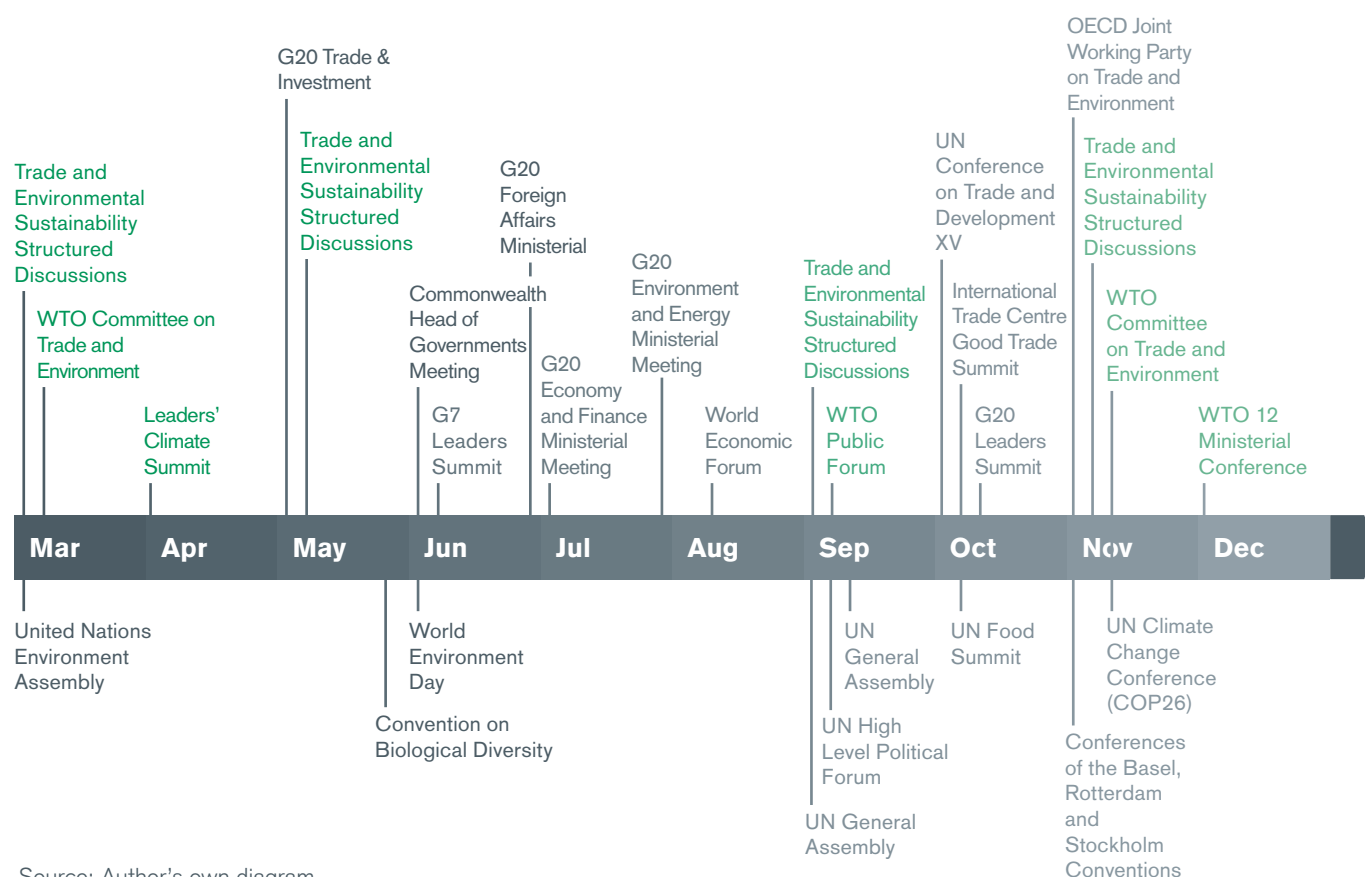 OECD Joint
Working Party
on Trade and
Environment
G20 Trade &
Investment
Trade and
Environmental
Sustainability
Structured
Discussions
UN
Conference
on Trade and
Development
XV
Trade and
Environmental
Sustainability
Structured
Discussions
G20
Foreign
Affairs
Ministerial
Trade and
Environmental
Sustainability
Structured
Discussions
G20
Environment
and Energy
Ministerial
Meeting
Trade and
Environmental
Sustainability
Structured
Discussions
Commonwealth
Head of
Governments
Meeting
International
Trade Centre
Good Trade
Summit
WTO
Committee
on Trade and
Environment
WTO Committee on
Trade and
Environment
G20
Economy
and Finance
Ministerial
Meeting
Leaders'
Climate
Summit
G7
Leaders
Summit
World
Economic
Forum
WTO
Public
Forum
G20
Leaders
Summit
WTO 12
Ministerial
Conference
Mar
Apr
May
Jun
Jul
Aug
Sep
Oct
Nov
Dec
United Nations
Environment
Assembly
World
Environment
Day
UN
General
Assembly
UN Food
Summit
UN Climate
Change
Conference
(COP26)
Convention on
Biological Diversity
UN High
Level Political
Forum
Conferences
of the Basel,
Rotterdam
and
Stockholm
Conventions
UN General
Assembly
Source: Author's own diagram